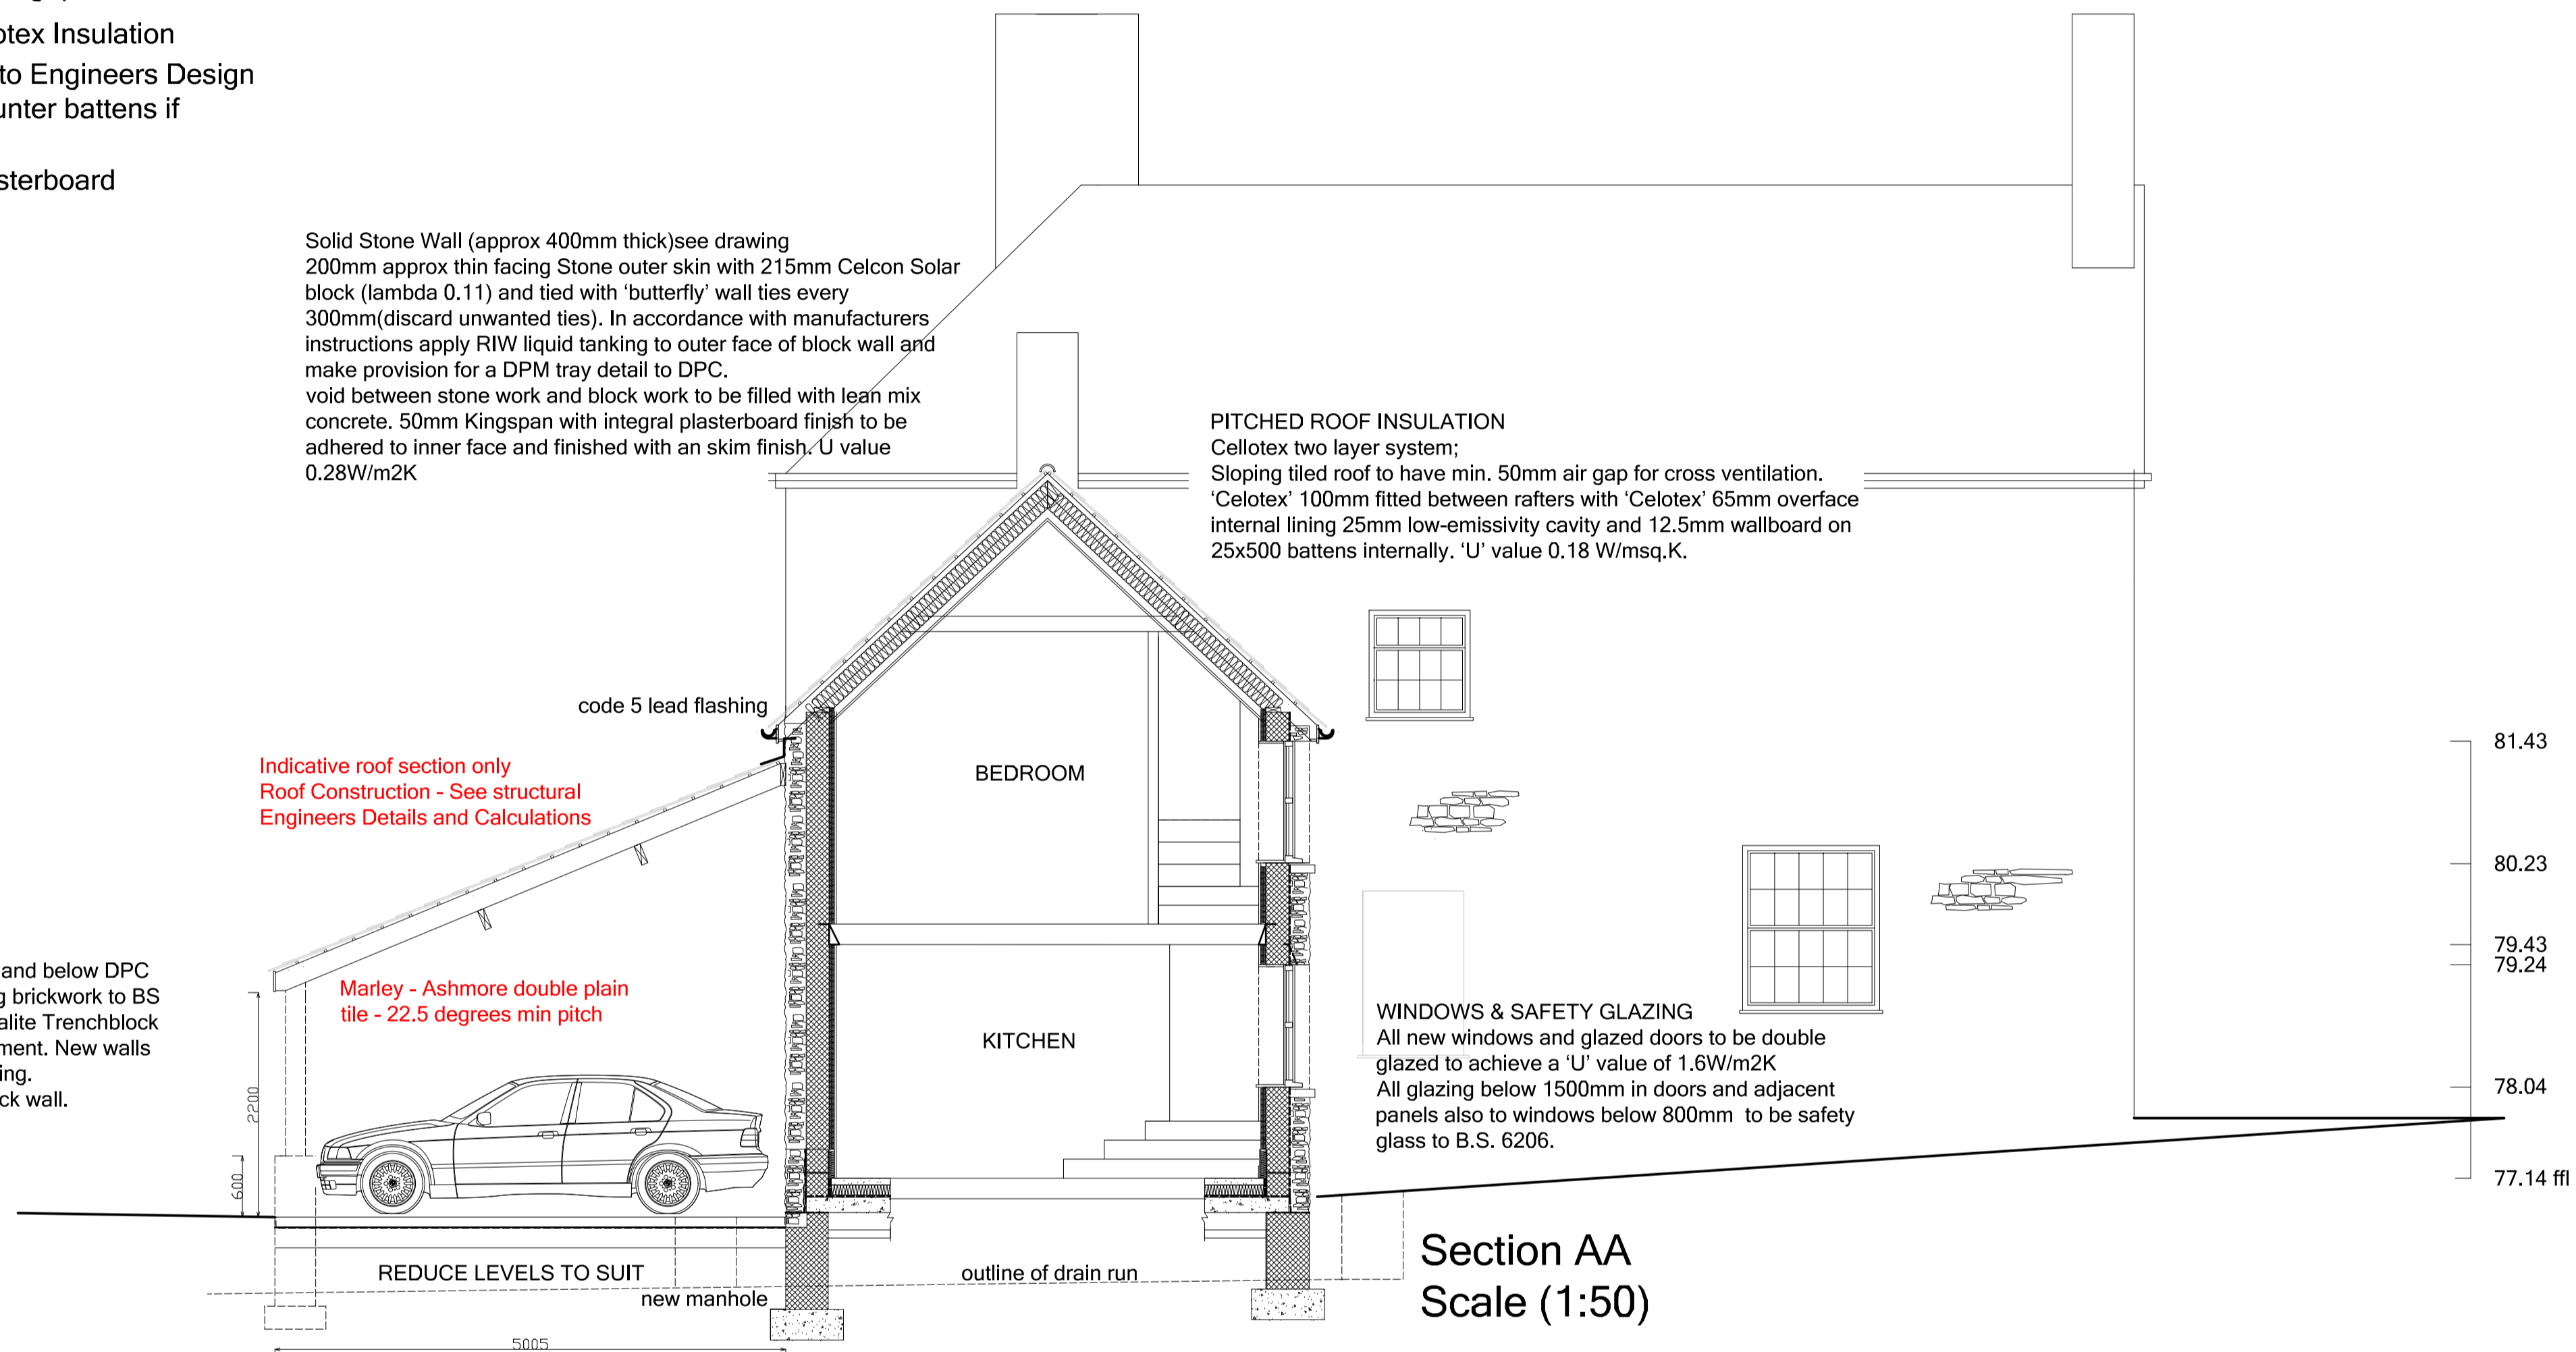 otex Insulation
to Engineers Design
unter battens if
sterboard
Solid Stone Wall (approx 400mm thick)see drawing
200mm approx thin facing Stone outer skin with 215mm Celcon Solar
block (lambda 0.11) and tied with ‘butterfly’ wall ties every
300mm(discard unwanted ties). In accordance with manufacturers
instructions apply RIW liquid tanking to outer face of block wall and
make provision for a DPM tray detail to DPC.
void between stone work and block work to be filled with lean mix
concrete. 50mm Kingspan with integral plasterboard finish to be
adhered to inner face and finished with an skim finish. U value
0.28W/m2K
PITCHED ROOF INSULATION
Cellotex two layer system;
Sloping tiled roof to have min. 50mm air gap for cross ventilation.
‘Celotex’ 100mm fitted between rafters with ‘Celotex’ 65mm overface
internal lining 25mm low-emissivity cavity and 12.5mm wallboard on
25x500 battens internally. ‘U’ value 0.18 W/msq.K.
code 5 lead flashing
Indicative roof section only
Roof Construction - See structural
Engineers Details and Calculations
BEDROOM
81.43
80.23
79.43
79.24
78.04
77.14 ffl
and below DPC
g brickwork to BS
alite Trenchblock
ment. New walls
ing.
ck wall.
Marley - Ashmore double plain
tile - 22.5 degrees min pitch
KITCHEN
WINDOWS & SAFETY GLAZING
All new windows and glazed doors to be double
glazed to achieve a ‘U’ value of 1.6W/m2K
All glazing below 1500mm in doors and adjacent
panels also to windows below 800mm to be safety
glass to B.S. 6206.
2200
600
REDUCE LEVELS TO SUIT
new manhole
outline of drain run
5005
Section AA
Scale (1:50)